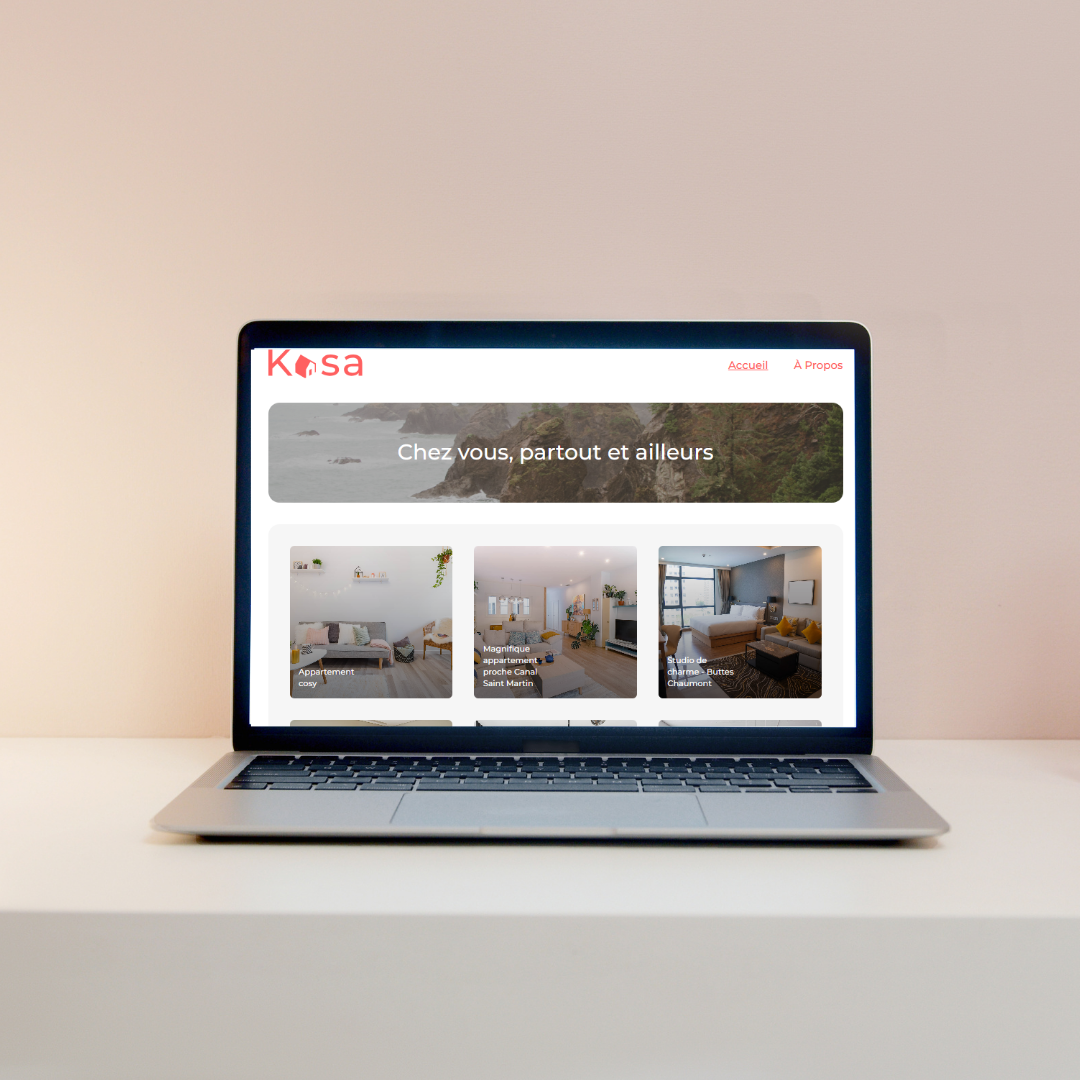 Kasa
Accueil
À Propos
Chez vous, partout et ailleurs
Appartement
cosy
Magnifique
appartement
proche Canal
Saint Martin
Studio de
charme - Buttes
Chaumont